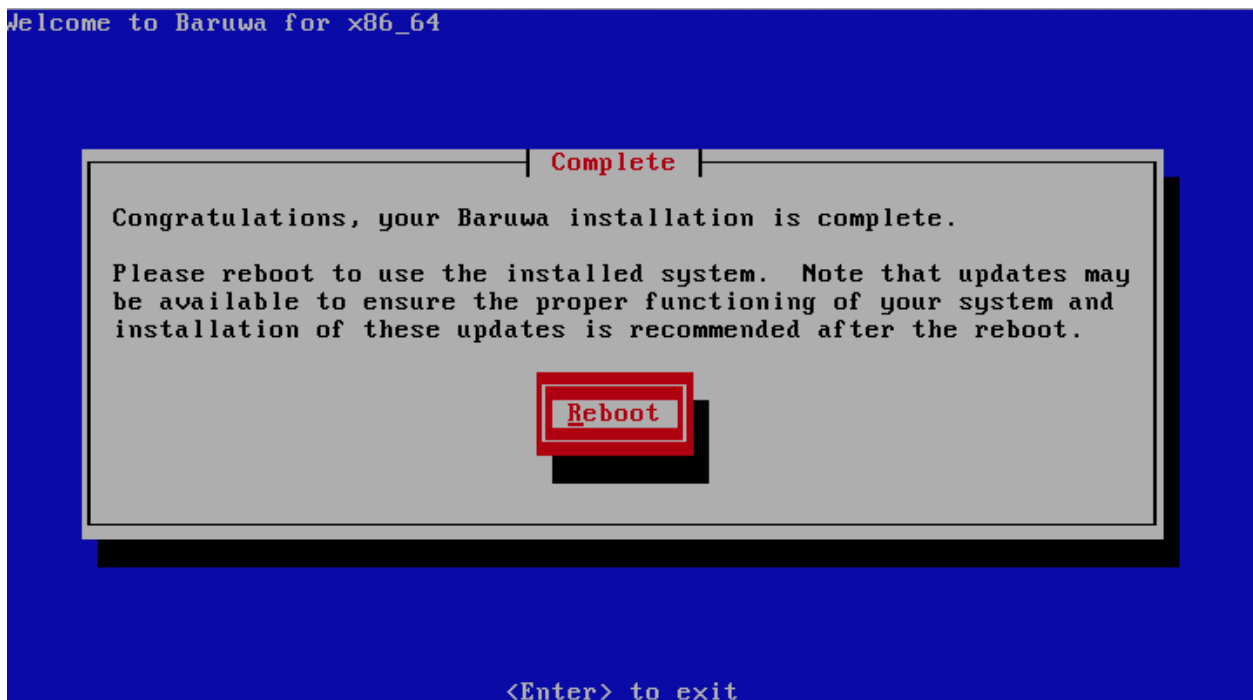 Welcome to Baruwa for x86_64
Complete
Congratulations, your Baruwa installation is complete.
Please reboot to use the installed system.  Note that updates may
be available to ensure the proper functioning of your system and
installation of these updates is recommended after the reboot.
Reboot
<Enter> to exit